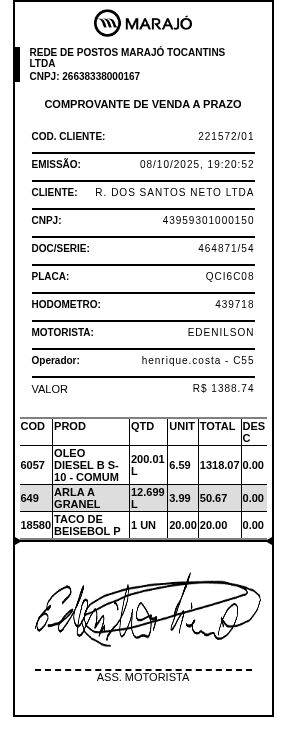 MARAJÓ
REDE DE POSTOS MARAJÓ TOCANTINS
LTDA
CNPJ: 26638338000167
COMPROVANTE DE VENDA A PRAZO
COD. CLIENTE: 221572/01
EMISSÃO: 08/10/2025, 19:20:52
CLIENTE: R. DOS SANTOS NETO LTDA
CNPJ: 43959301000150
DOC/SERIE: 464871/54
PLACA: QCI6C08
HODOMETRO: 439718
MOTORISTA: EDENILSON
Operador: henrique.costa - C55
VALOR R$ 1388.74
COD PROD QTD UNIT TOTAL DESC
6057 OLEO DIESEL B S-10 - COMUM 200.01 L 6.59 1318.07 0.00
649 ARLA A GRANEL 12.699 L 3.99 50.67 0.00
18580 TACO DE BEISEBOL P 1 UN 20.00 20.00 0.00
ASS. MOTORISTA